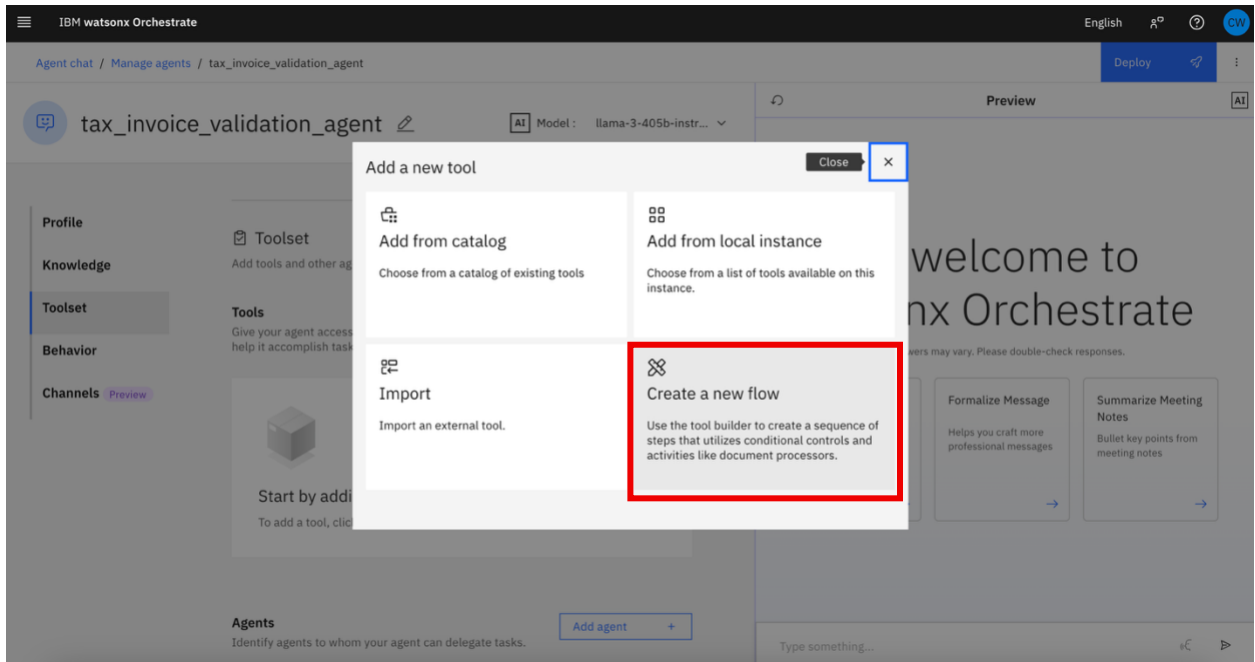 IBM watsonx Orchestrate
English
CW
Agent chat / Manage agents / tax_invoice_validation_agent
Deploy
tax_invoice_validation_agent
AI Model : llama-3-405b-instr...
Preview
AI
Add a new tool
Close
Add from catalog
Choose from a catalog of existing tools
Add from local instance
Choose from a list of tools available on this
instance.
Import
Import an external tool.
Create a new flow
Use the tool builder to create a sequence of
steps that utilizes conditional controls and
activities like document processors.
Profile
Knowledge
Toolset
Behavior
Channels Preview
Toolset
Add tools and other ag
Tools
Give your agent access
help it accomplish task
Start by addi
To add a tool, clic
Agents
Identify agents to whom your agent can delegate tasks.
Add agent +
welcome to
nx Orchestrate
wers may vary. Please double-check responses.
Formalize Message
Helps you craft more
professional messages
Summarize Meeting
Notes
Bullet key points from
meeting notes
Type something...